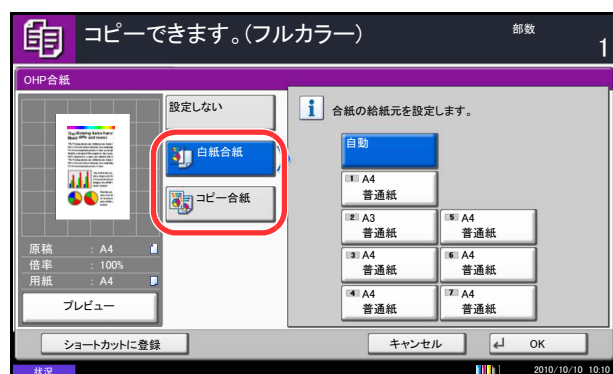 コピーできます。(フルカラー)
部数
1
OHP合紙
設定しない
白紙合紙
コピー合紙
原稿 : A4
倍率 : 100%
用紙 : A4
プレビュー
i 合紙の給紙元を設定します。
自動
1 A4
普通紙
2 A3
普通紙
5 A4
普通紙
3 A4
普通紙
6 A4
普通紙
4 A4
普通紙
7 A4
普通紙
ショートカットに登録
キャンセル
OK
状況
2010/10/10 10:10